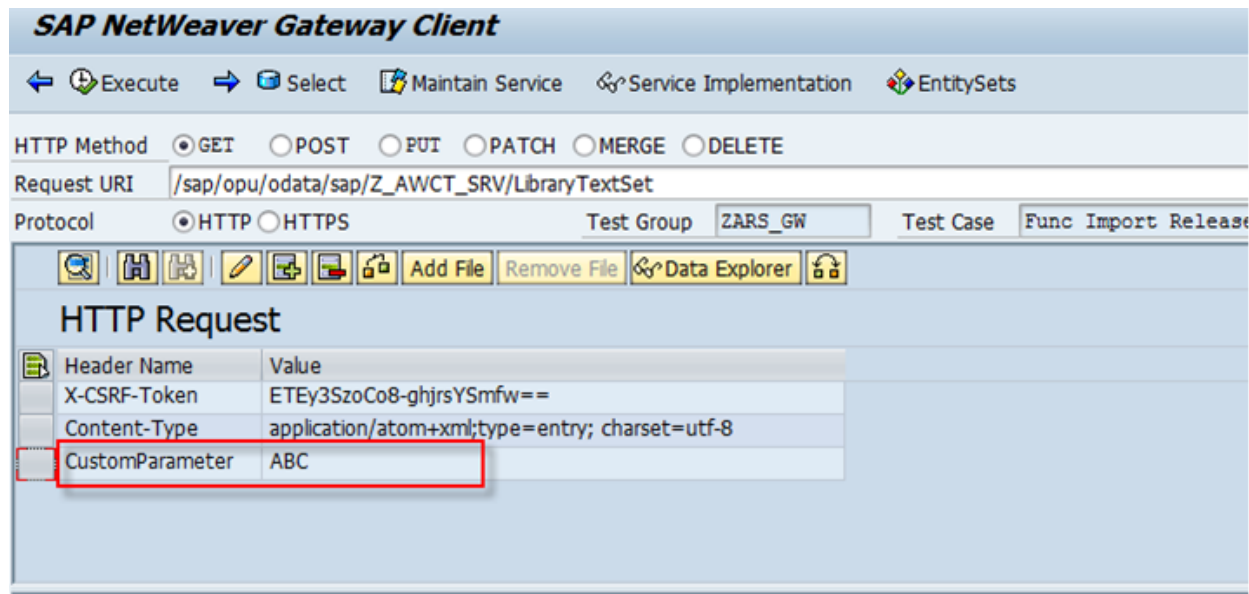 SAP NetWeaver Gateway Client
Execute Select Maintain Service Service Implementation EntitySets
HTTP Method GET POST PUT PATCH MERGE DELETE
Request URI /sap/opu/odata/sap/Z_AWCT_SRV/LibraryTextSet
Protocol HTTP HTTPS Test Group ZARS_GW Test Case Func Import Release
Add File Remove File Data Explorer
HTTP Request
Header Name Value
X-CSRF-Token ETEy3SzoCo8-ghjrsYSmfw==
Content-Type application/atom+xml;type=entry; charset=utf-8
CustomParameter ABC